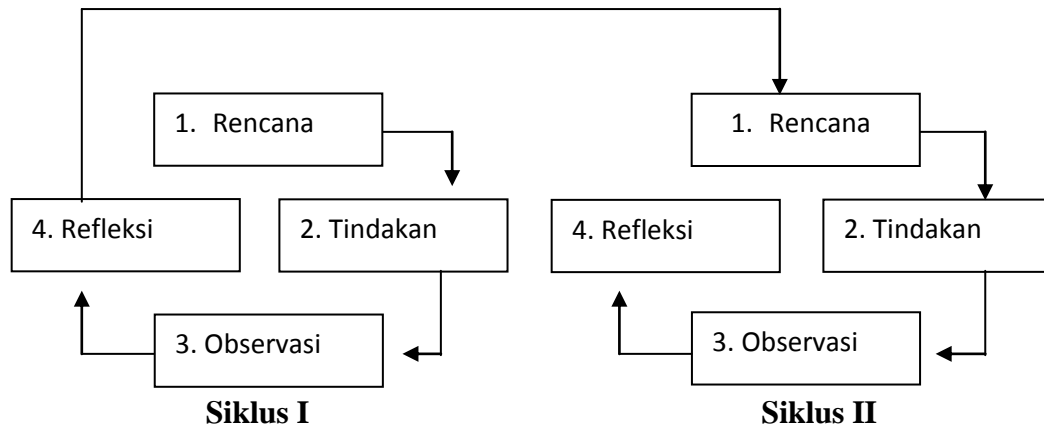 1. Rencana
4. Refleksi
2. Tindakan
3. Observasi
Siklus I
1. Rencana
4. Refleksi
2. Tindakan
3. Observasi
Siklus II